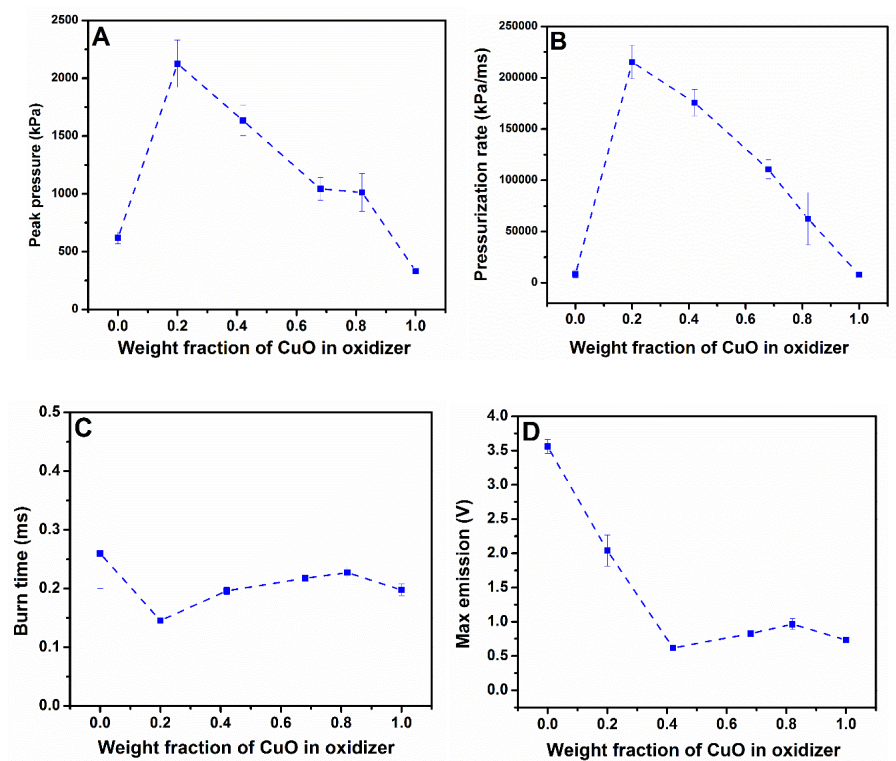 A
Peak pressure (kPa)
2500
2000
1500
1000
500
0
0.0 0.2 0.4 0.6 0.8 1.0
Weight fraction of CuO in oxidizer
B
Pressurization rate (kPa/ms)
250000
200000
150000
100000
50000
0
0.0 0.2 0.4 0.6 0.8 1.0
Weight fraction of CuO in oxidizer
C
Burn time (ms)
0.5
0.4
0.3
0.2
0.1
0.0
0.0 0.2 0.4 0.6 0.8 1.0
Weight fraction of CuO in oxidizer
D
Max emission (V)
4.0
3.5
3.0
2.5
2.0
1.5
1.0
0.5
0.0
0.0 0.2 0.4 0.6 0.8 1.0
Weight fraction of CuO in oxidizer